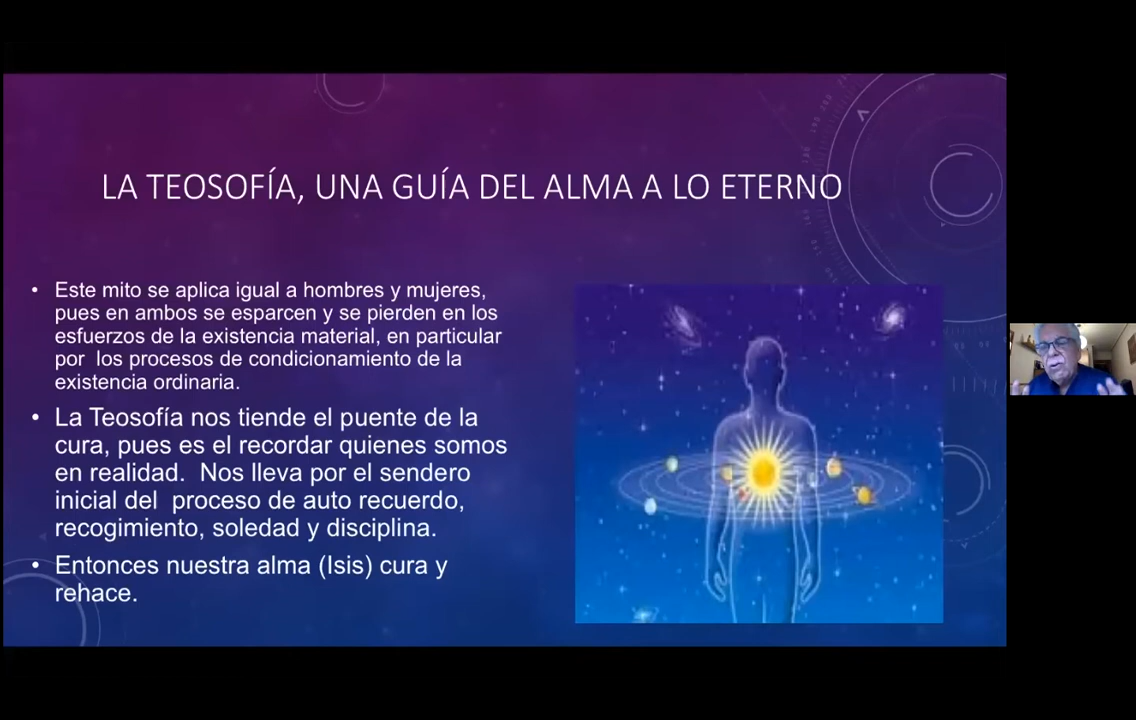 LA TEOSOFÍA, UNA GUÍA DEL ALMA A LO ETERNO
• Este mito se aplica igual a hombres y mujeres,
pues en ambos se esparcen y se pierden en los
esfuerzos de la existencia material, en particular
por los procesos de condicionamiento de la
existencia ordinaria.
• La Teosofía nos tiende el puente de la
cura, pues es el recordar quienes somos
en realidad. Nos lleva por el sendero
inicial del proceso de auto recuerdo,
recogimiento, soledad y disciplina.
• Entonces nuestra alma (Isis) cura y
rehace.